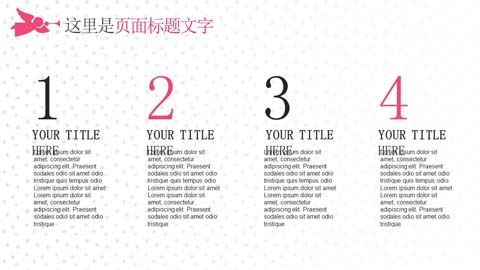 这里是页面标题文字
1
YOUR TITLE
HERE
Lorem ipsum dolor sit
amet, consectetur
adipiscing elit. Praesent
sodales odio sit amet odio
tristique quis tempus odio
Lorem ipsum dolor sit amet
Lorem ipsum dolor sit
amet, consectetur
adipiscing elit. Praesent
sodales odio sit amet odio
tristique
2
YOUR TITLE
HERE
Lorem ipsum dolor sit
amet, consectetur
adipiscing elit. Praesent
sodales odio sit amet odio
tristique quis tempus odio
Lorem ipsum dolor sit amet
Lorem ipsum dolor sit
amet, consectetur
adipiscing elit. Praesent
sodales odio sit amet odio
tristique
3
YOUR TITLE
HERE
Lorem ipsum dolor sit
amet, consectetur
adipiscing elit. Praesent
sodales odio sit amet odio
tristique quis tempus odio
Lorem ipsum dolor sit amet
Lorem ipsum dolor sit
amet, consectetur
adipiscing elit. Praesent
sodales odio sit amet odio
tristique
4
YOUR TITLE
HERE
Lorem ipsum dolor sit
amet, consectetur
adipiscing elit. Praesent
sodales odio sit amet odio
tristique quis tempus odio
Lorem ipsum dolor sit amet
Lorem ipsum dolor sit
amet, consectetur
adipiscing elit. Praesent
sodales odio sit amet odio
tristique